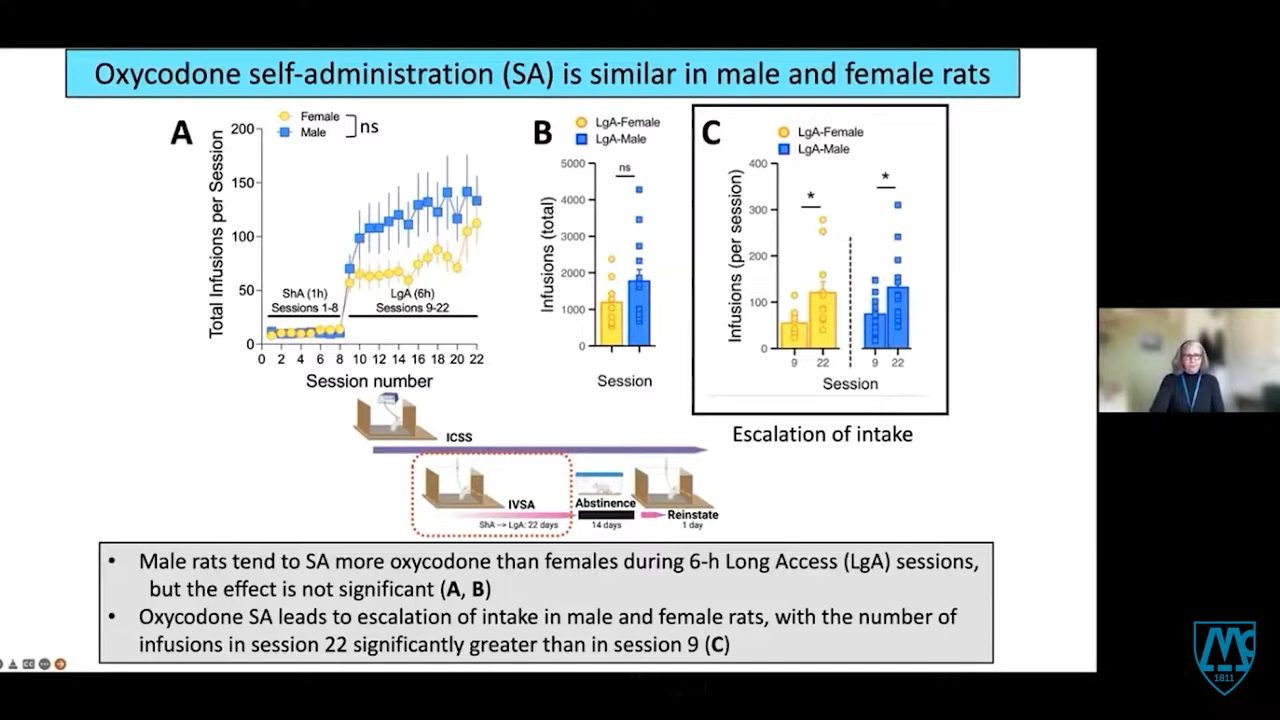 Oxycodone self-administration (SA) is similar in male and female rats
A
Female
Male
ns
Total Infusions per Session
200
150
100
50
0
ShA (1h)
Sessions 1-8
LgA (6h)
Sessions 9-22
0 2 4 6 8 10 12 14 16 18 20 22
Session number
B
LgA-Female
LgA-Male
Infusions (total)
5000
4000
3000
2000
1000
0
ns
Session
C
LgA-Female
LgA-Male
Infusions (per session)
400
300
200
100
0
*
*
9 22 9 22
Session
Escalation of intake
ICSS
IVSA
ShA → LgA: 22 days
Abstinence
14 days
Reinstate
1 day
• Male rats tend to SA more oxycodone than females during 6-h Long Access (LgA) sessions,
but the effect is not significant (A, B)
• Oxycodone SA leads to escalation of intake in male and female rats, with the number of
infusions in session 22 significantly greater than in session 9 (C)
CC
1811